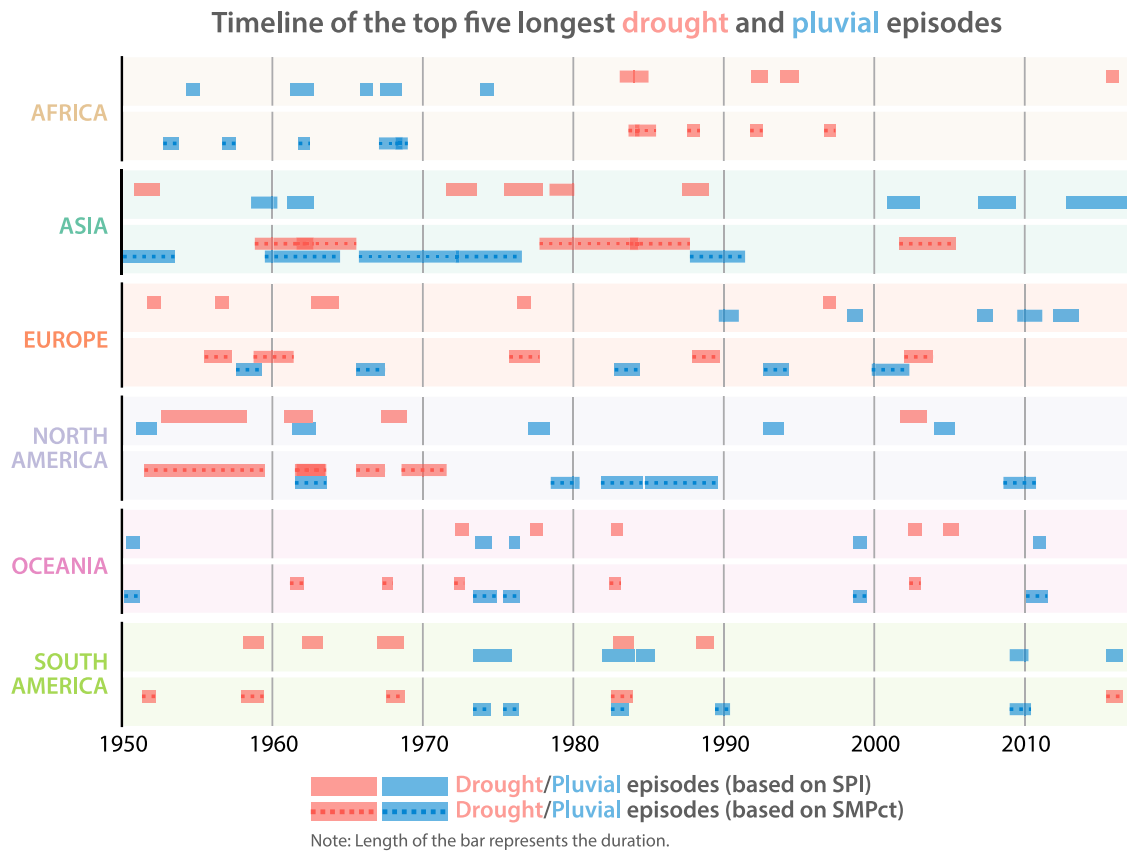 Timeline of the top five longest drought and pluvial episodes
AFRICA
ASIA
EUROPE
NORTH
AMERICA
OCEANIA
SOUTH
AMERICA
1950 1960 1970 1980 1990 2000 2010
Drought/Pluvial episodes (based on SPI)
Drought/Pluvial episodes (based on SMPct)
Note: Length of the bar represents the duration.